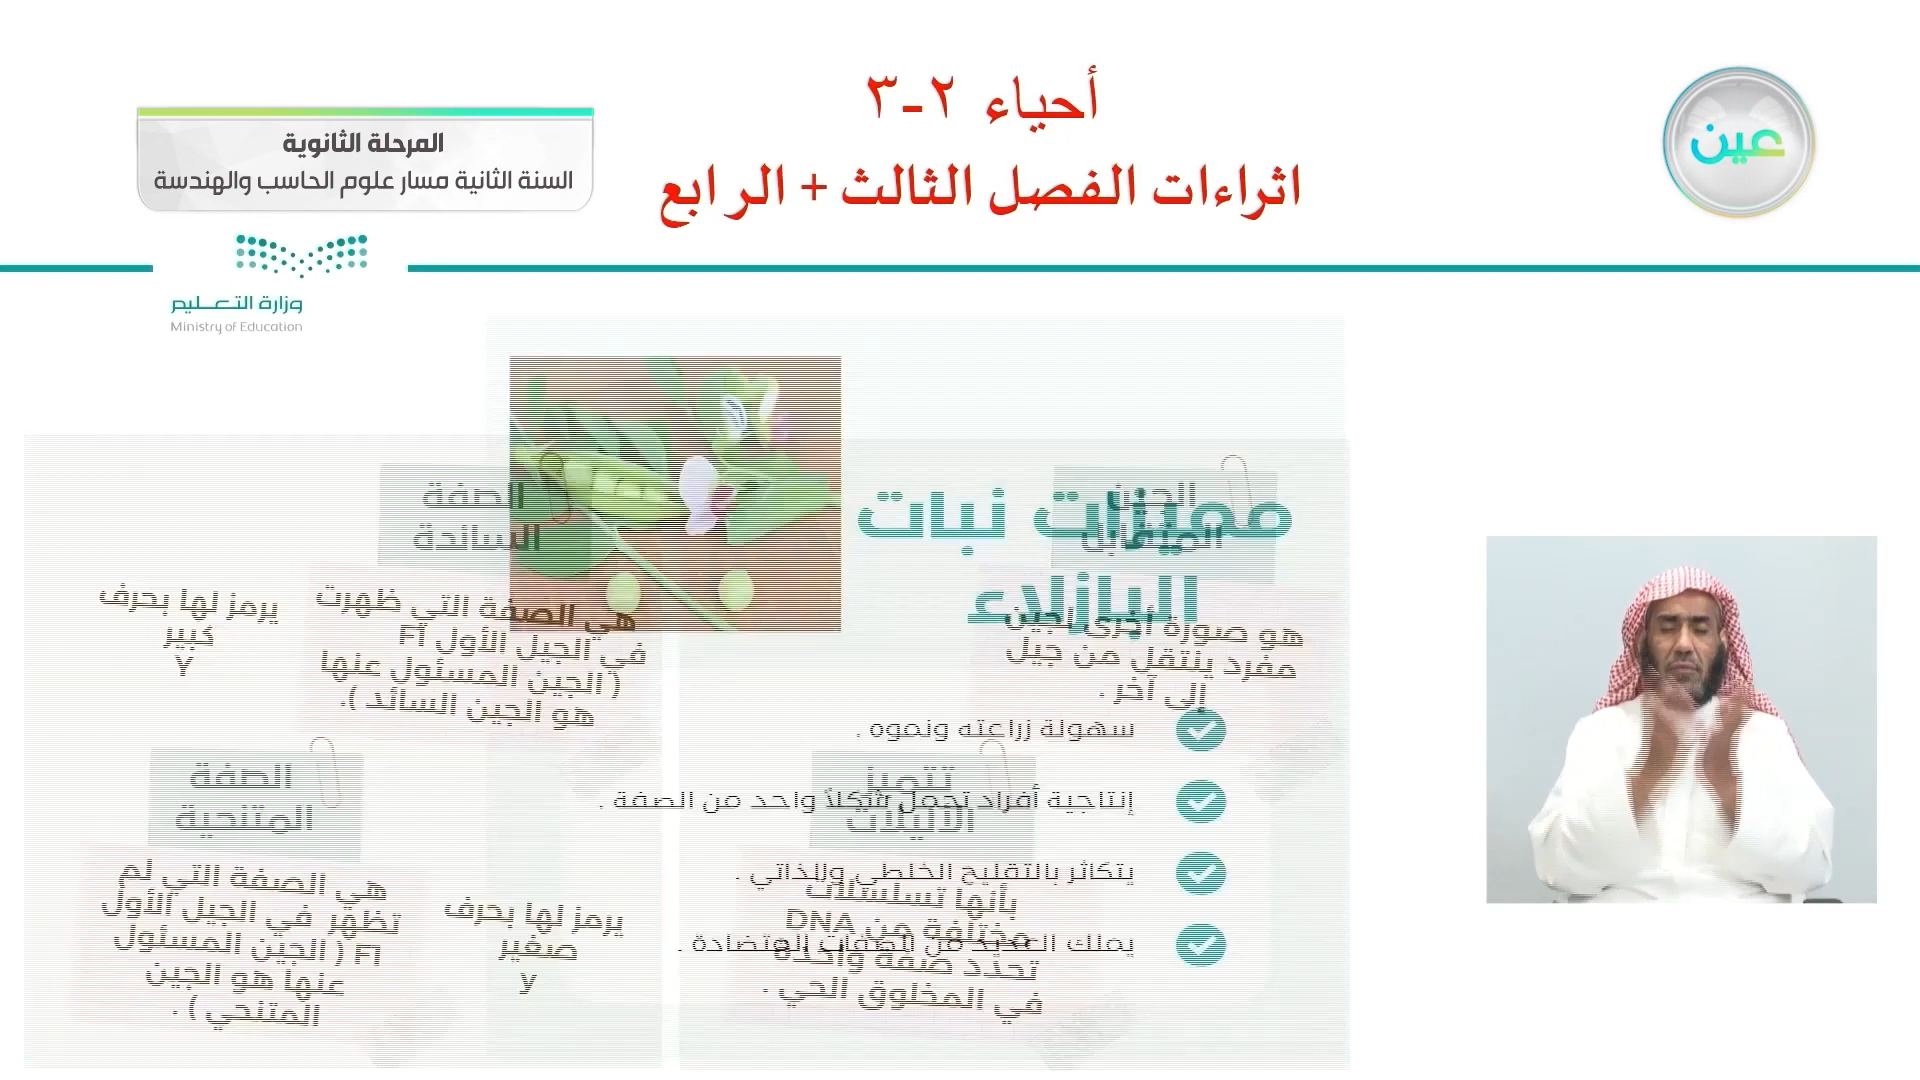 أحياء ٢-٣
اثراءات الفصل الثالث + الرابع
عين
المرحلة الثانوية
السنة الثانية مسار علوم الحاسب والهندسة
وزارة التعـــليم
Ministry of Education
مميزات نبات
البازلاء
سهولة زراعته ونموه .
إنتاجية أفراد تحمل شكلاً واحد من الصفة .
يتكاثر بالتلقيح الخلطي والذاتي .
يملك العديد من الصفات المتضادة .
الجين
المتقابل
هو صورة أخرى لجين
مفرد ينتقل من جيل
إلى آخر .
تتميز
الأليلات
بأنها تسلسلات
مختلفة من DNA
تحدد صفة واحدة
في المخلوق الحي .
الصفة
السائدة
هي الصفة التي ظهرت
في الجيل الأول F1
( الجين المسئول عنها
هو الجين السائد ).
يرمز لها بحرف
كبير
Y
الصفة
المتنحية
هي الصفة التي لم
تظهر في الجيل الأول
F1 ( الجين المسئول
عنها هو الجين
المتنحي ) .
يرمز لها بحرف
صغير
y